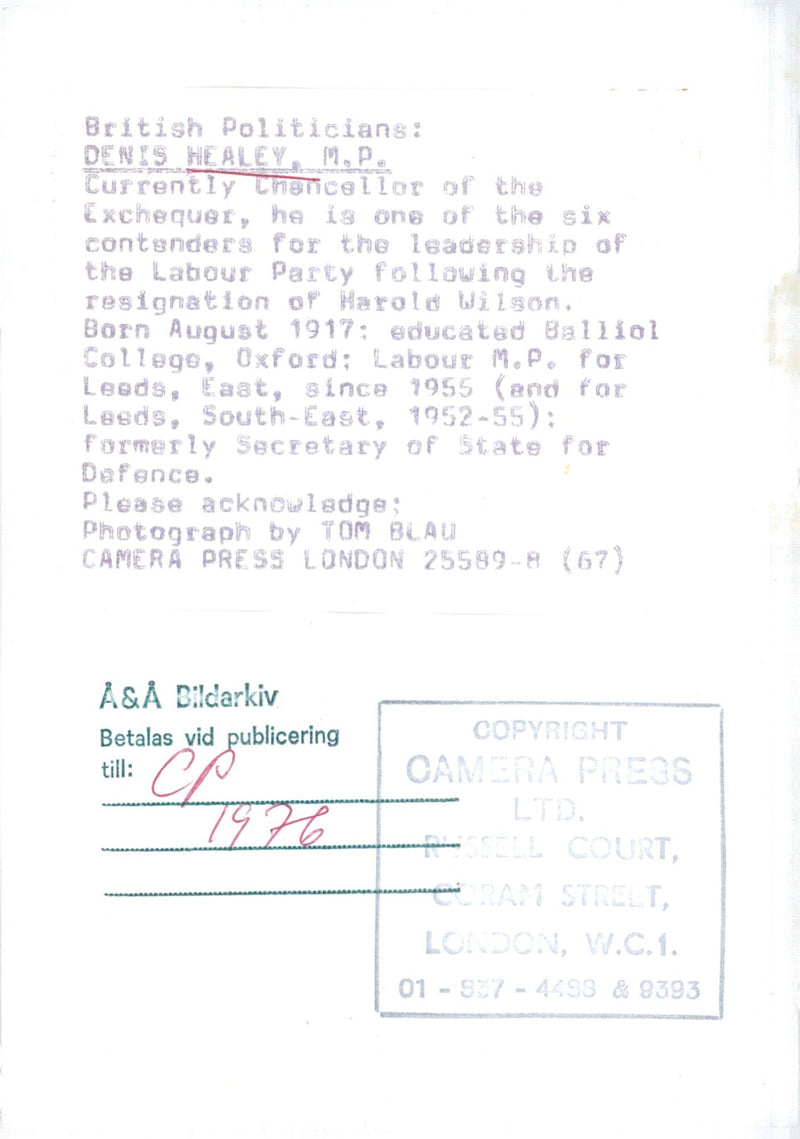 British Politicians:
DENIS HEALEY, M.P.
Currently Chancellor of the
Exchequer, he is one of the six
contenders for the leadership of
the Labour Party following the
resignation of Harold Wilson.
Born August 1917: educated Balliol
College, Oxford; Labour M.P. for
Leeds, East, since 1955 (and for
Leeds, South-East, 1952-55):
formerly Secretary of State for
Defence.
Please acknowledge:
Photograph by TOM BLAU
CAMERA PRESS LONDON 25589-8 (67)
Å&Å Bildarkiv
Betalas vid publicering
till: CP
1976
COPYRIGHT
CAMERA PRESS
LTD.
RUSSELL COURT,
CORAM STREET,
LONDON, W.C.1.
01 - 837 - 4488 & 9393